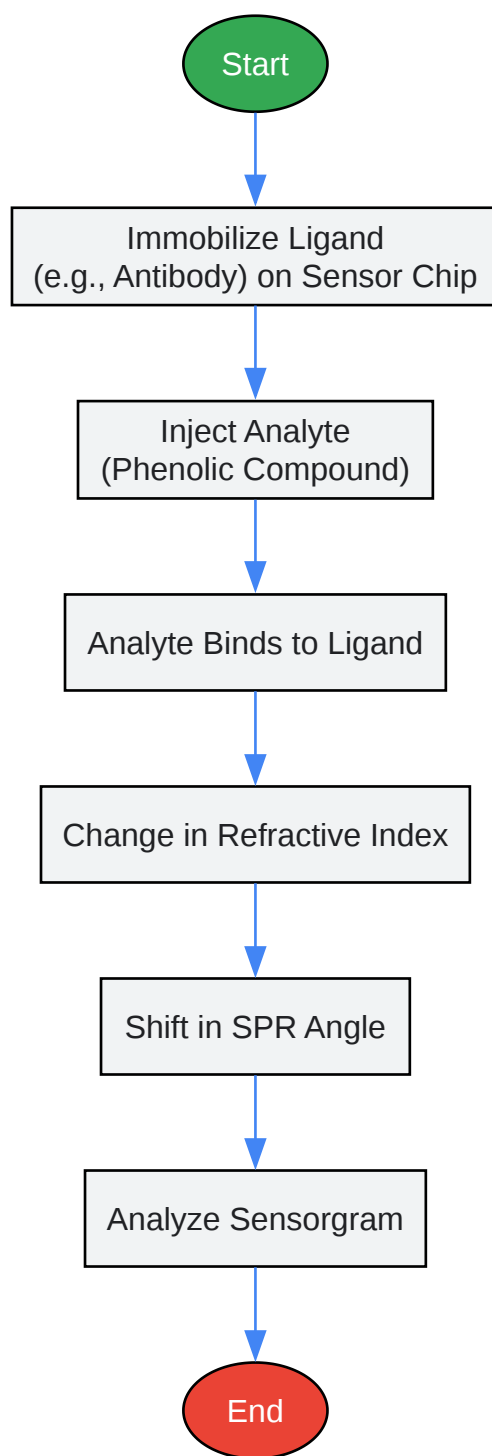 Start
Immobilize Ligand
(e.g., Antibody) on Sensor Chip
Inject Analyte
(Phenolic Compound)
Analyte Binds to Ligand
Change in Refractive Index
Shift in SPR Angle
Analyze Sensorgram
End